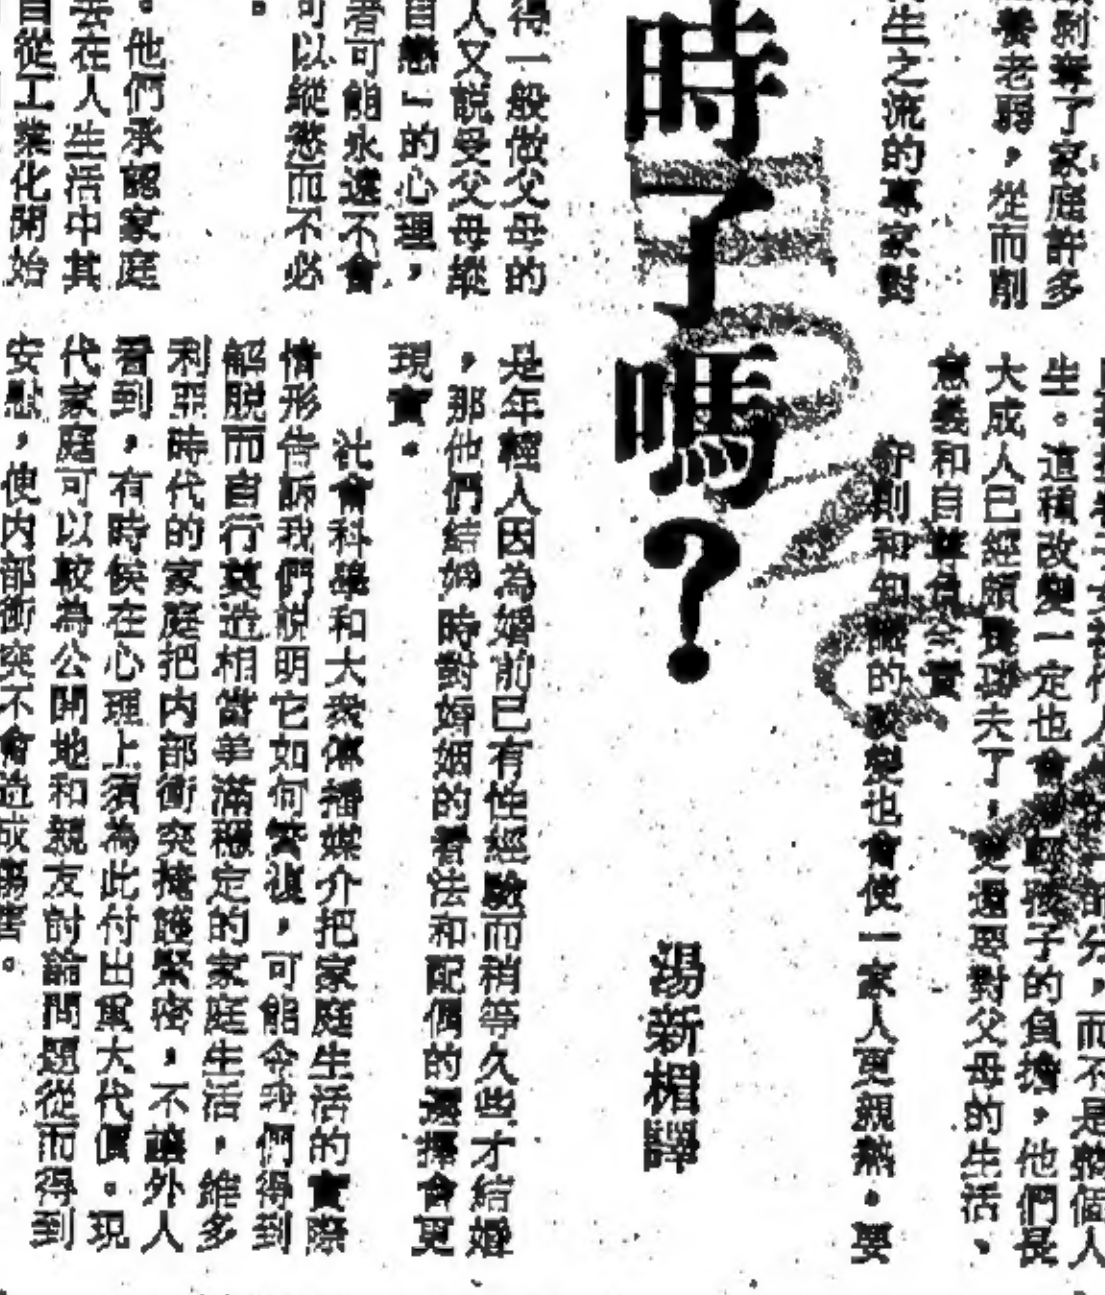 剝奪了家庭許多
養老弱，從而削
生之流的專家對
時了嗎？
得一般做父母的
人又說受父母縱
自戀」的心理，
者可能永遠不會
可以縱慾而不必
。
。他們承認家庭
去在人生活中其
自從工業化開始
分，而不是整個人
生。這種改變一定也會 孩子的負擔，他們長
大成人已經頗費功夫了，更還要對父母的生活、
意義和自 負全責
守則和知識的改變也會使一家人更親熱。要
湯新楣譯
是年輕人因為婚前已有性經驗而稍等久些才結婚
，那他們結婚時對婚姻的看法和配偶的選擇會更
現實。
社會科學和大衆傳播媒介把家庭生活的實際
情形告訴我們說明它如何繁複，可能令我們得到
解脫而自行奠造相當美滿穩定的家庭生活，維多
利亞時代的家庭把內部衝突掩護緊密，不讓外人
看到，有時候在心理上須為此付出重大代價。現
代家庭可以較為公開地和親友討論問題從而得到
安慰，使內部衝突不會造成傷害。